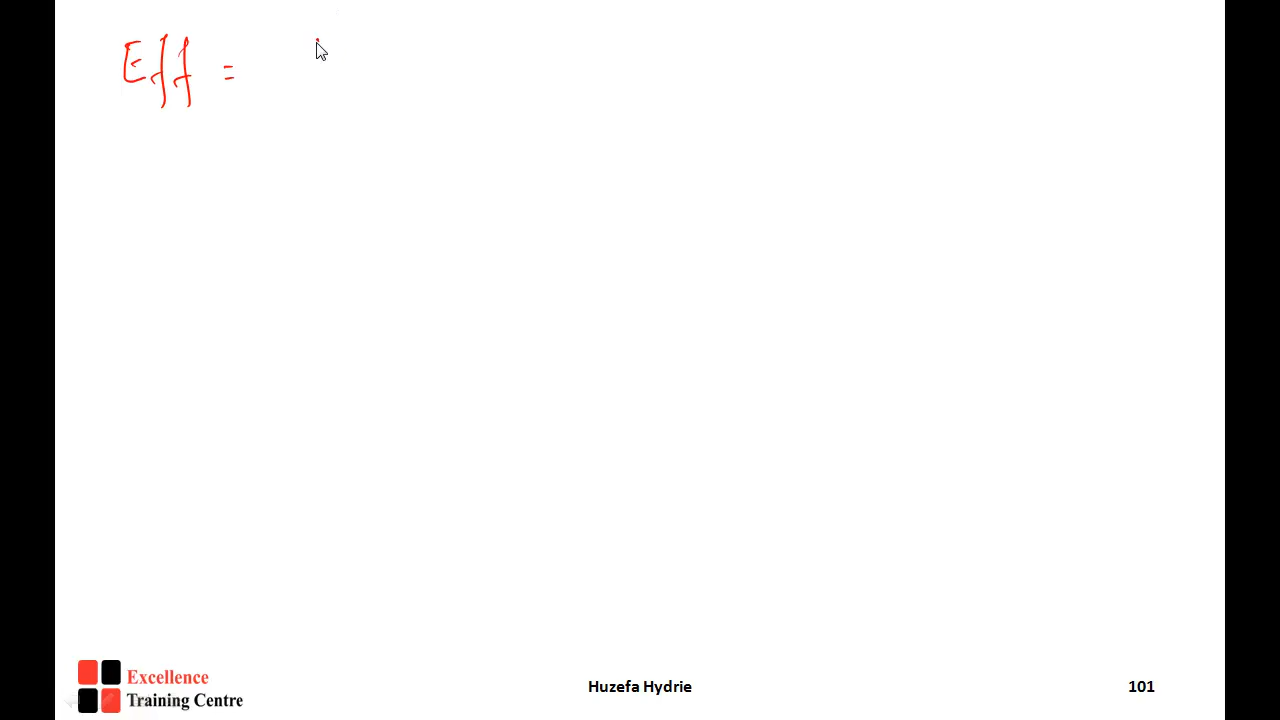 Eff =
Excellence
Training Centre
Huzefa Hydrie
101